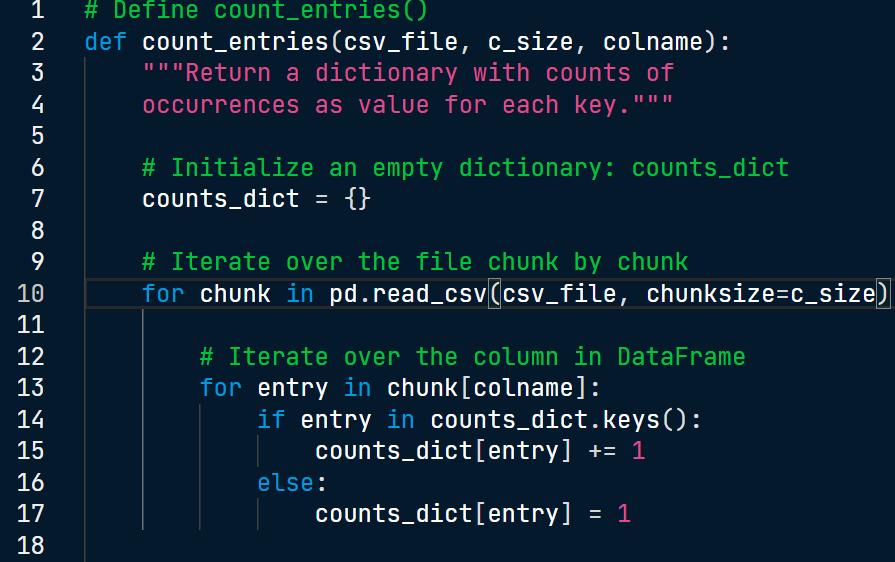 1 # Define count_entries()
2 def count_entries(csv_file, c_size, colname):
3     """Return a dictionary with counts of
4     occurrences as value for each key."""
5
6     # Initialize an empty dictionary: counts_dict
7     counts_dict = {}
8
9     # Iterate over the file chunk by chunk
10     for chunk in pd.read_csv(csv_file, chunksize=c_size)
11
12         # Iterate over the column in DataFrame
13         for entry in chunk[colname]:
14             if entry in counts_dict.keys():
15                 counts_dict[entry] += 1
16             else:
17                 counts_dict[entry] = 1
18